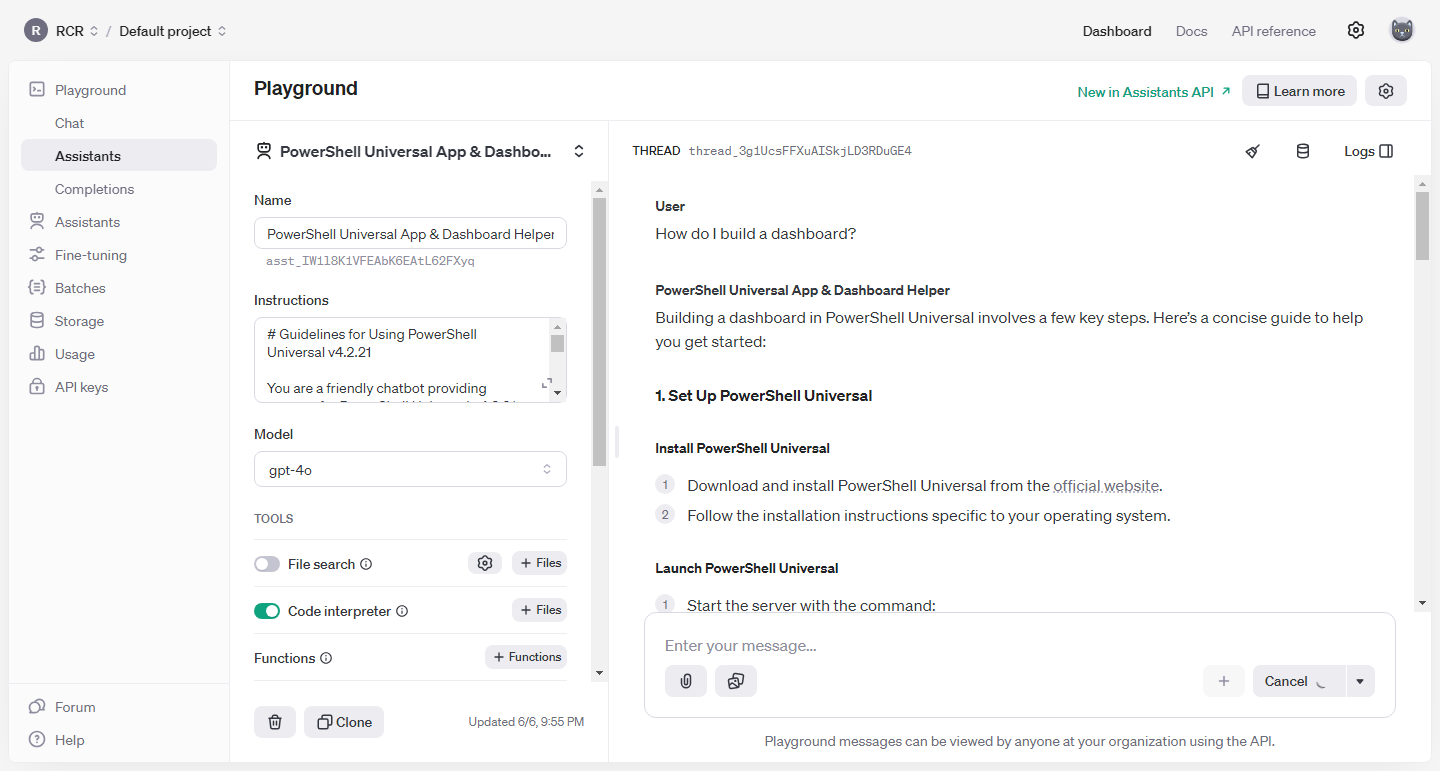 R RCR / Default project
Dashboard Docs API reference
Playground
Chat
Assistants
Completions
Assistants
Fine-tuning
Batches
Storage
Usage
API keys
Forum
Help
Playground
New in Assistants API ↗ Learn more
PowerShell Universal App & Dashbo...
Name
PowerShell Universal App & Dashboard Helper
asst_IW1l8K1VFEAbK6EAtL62FXyq
Instructions
# Guidelines for Using PowerShell
Universal v4.2.21
You are a friendly chatbot providing
Model
gpt-4o
TOOLS
File search + Files
Code interpreter + Files
Functions + Functions
Clone Updated 6/6, 9:55 PM
THREAD thread_3g1UcsFFXuAISkjLD3RDuGE4 Logs
User
How do I build a dashboard?
PowerShell Universal App & Dashboard Helper
Building a dashboard in PowerShell Universal involves a few key steps. Here's a concise guide to help
you get started:
1. Set Up PowerShell Universal
Install PowerShell Universal
1 Download and install PowerShell Universal from the official website.
2 Follow the installation instructions specific to your operating system.
Launch PowerShell Universal
1 Start the server with the command:
Enter your message...
+ Cancel
Playground messages can be viewed by anyone at your organization using the API.